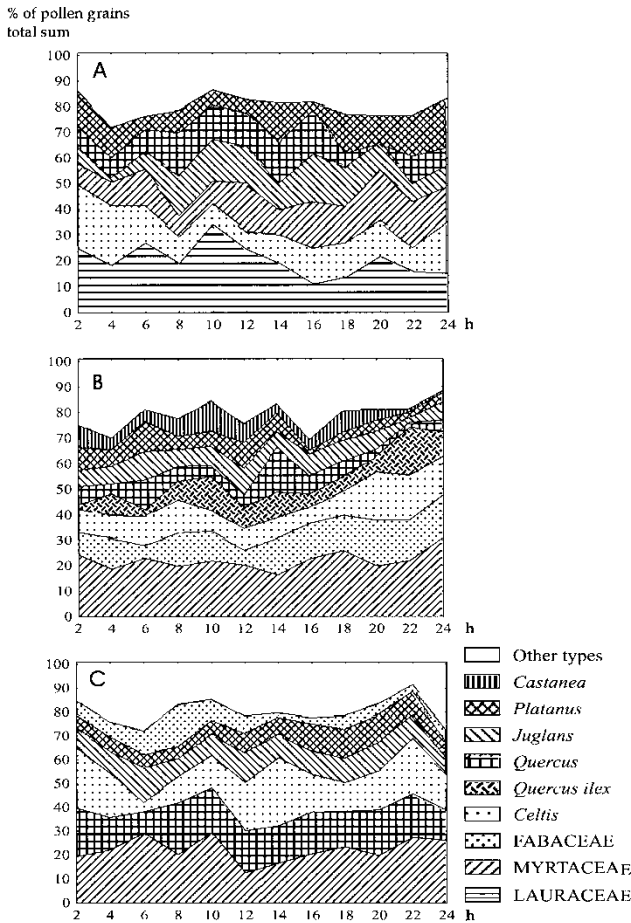 % of pollen grains
total sum
100
90
80
70
60
50
40
30
20
10
0
A
2 4 6 8 10 12 14 16 18 20 22 24 h
100
90
80
70
60
50
40
30
20
10
0
B
2 4 6 8 10 12 14 16 18 20 22 24 h
100
90
80
70
60
50
40
30
20
10
0
C
2 4 6 8 10 12 14 16 18 20 22 24 h
Other types
Castanea
Platanus
Juglans
Quercus
Quercus ilex
Celtis
FABACEAE
MYRTACEAE
LAURACEAE